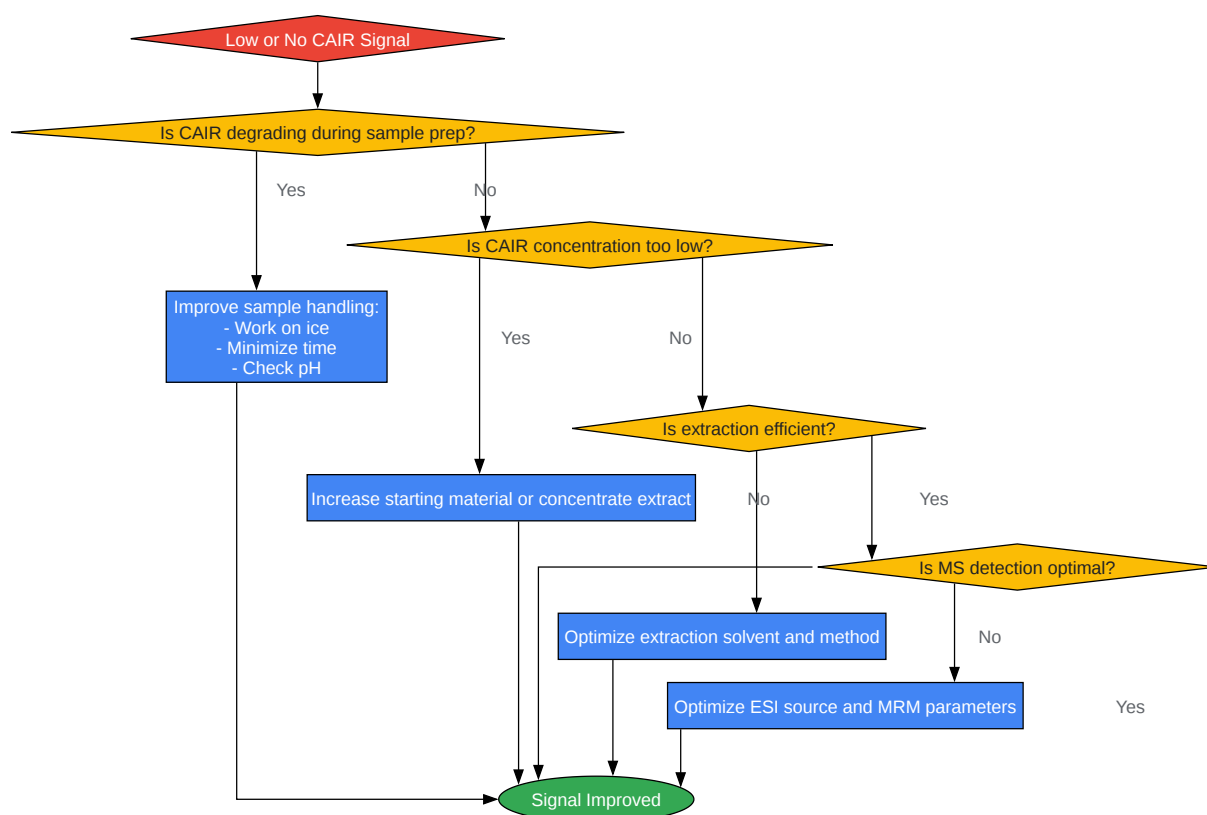 Low or No CAIR Signal
Is CAIR degrading during sample prep?
Yes
No
Is CAIR concentration too low?
Improve sample handling:
- Work on ice
- Minimize time
- Check pH
Yes
No
Is extraction efficient?
Increase starting material or concentrate extract
No
Yes
Is MS detection optimal?
Optimize extraction solvent and method
No
Optimize ESI source and MRM parameters
Yes
Signal Improved